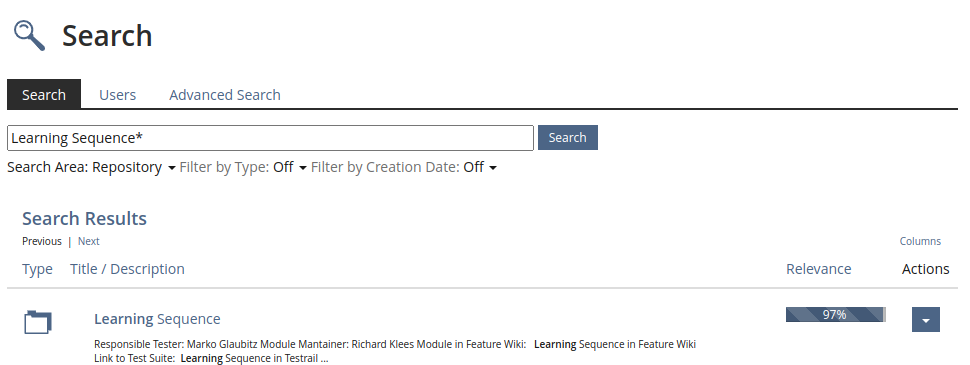 Search
Search Users Advanced Search
Learning Sequence* Search
Search Area: Repository Filter by Type: Off Filter by Creation Date: Off
Search Results
Previous | Next Columns
Type Title / Description Relevance Actions
Learning Sequence 97%
Responsible Tester: Marko Glaubitz Module Mantainer: Richard Klees Module in Feature Wiki: Learning Sequence in Feature Wiki
Link to Test Suite: Learning Sequence in Testrail ...